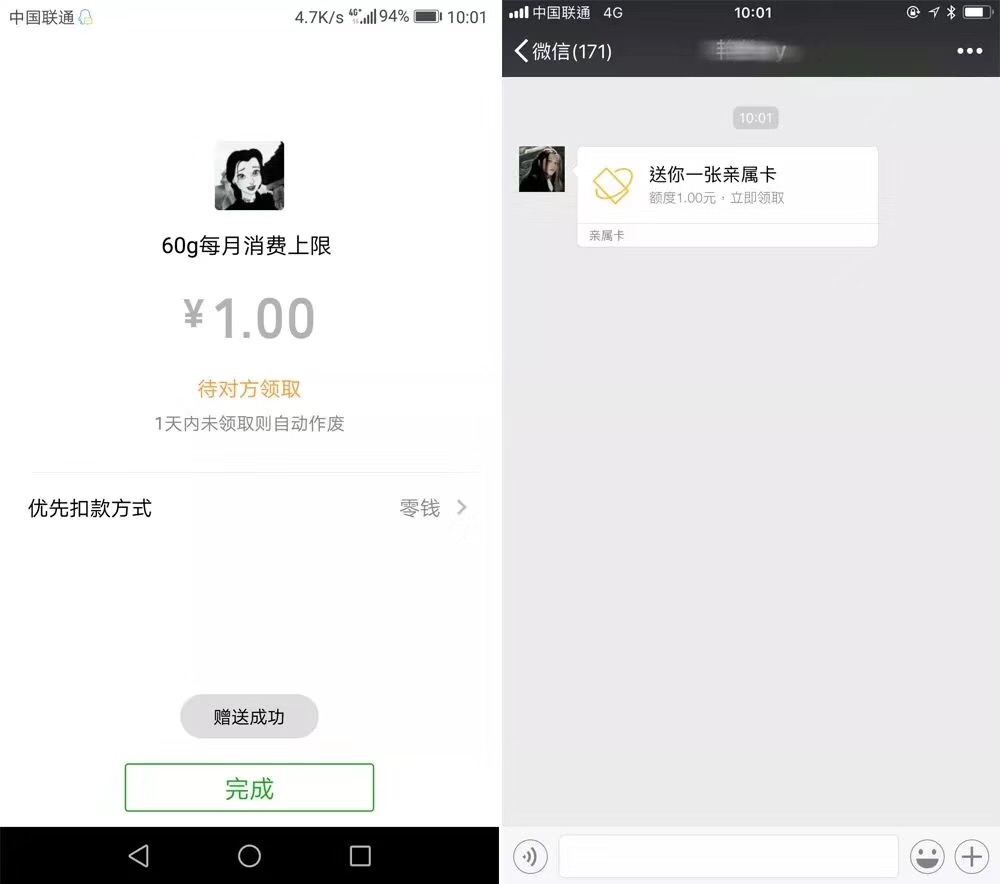 中国联通 4.7K/s 4G+ 94% 10:01
60g每月消费上限
¥1.00
待对方领取
1天内未领取则自动作废
优先扣款方式 零钱
赠送成功
完成
中国联通 4G 10:01
微信(171)
10:01
送你一张亲属卡
额度1.00元，立即领取
亲属卡